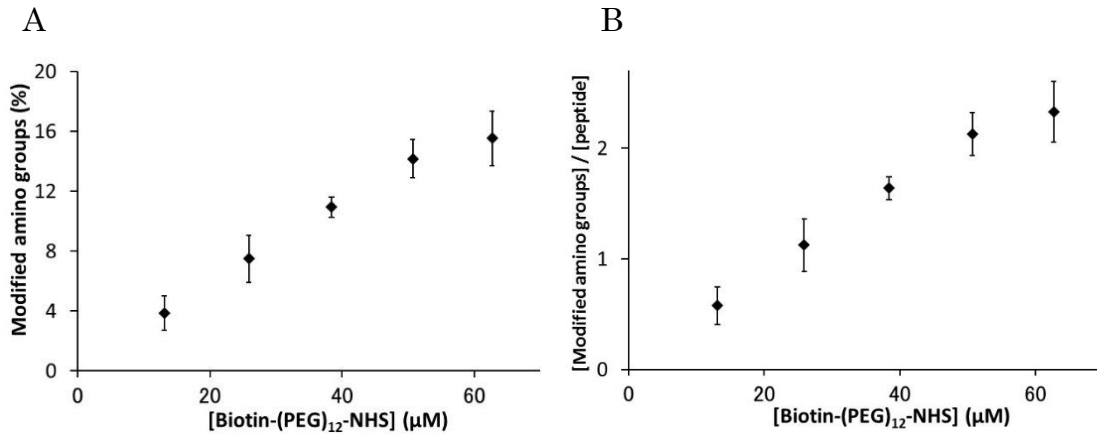 A
Modified amino groups (%)
20
16
12
8
4
0
0 20 40 60
[Biotin-(PEG)₁₂-NHS] (µM)
B
[Modified amino groups] / [peptide]
2
1
0
0 20 40 60
[Biotin-(PEG)₁₂-NHS] (µM)